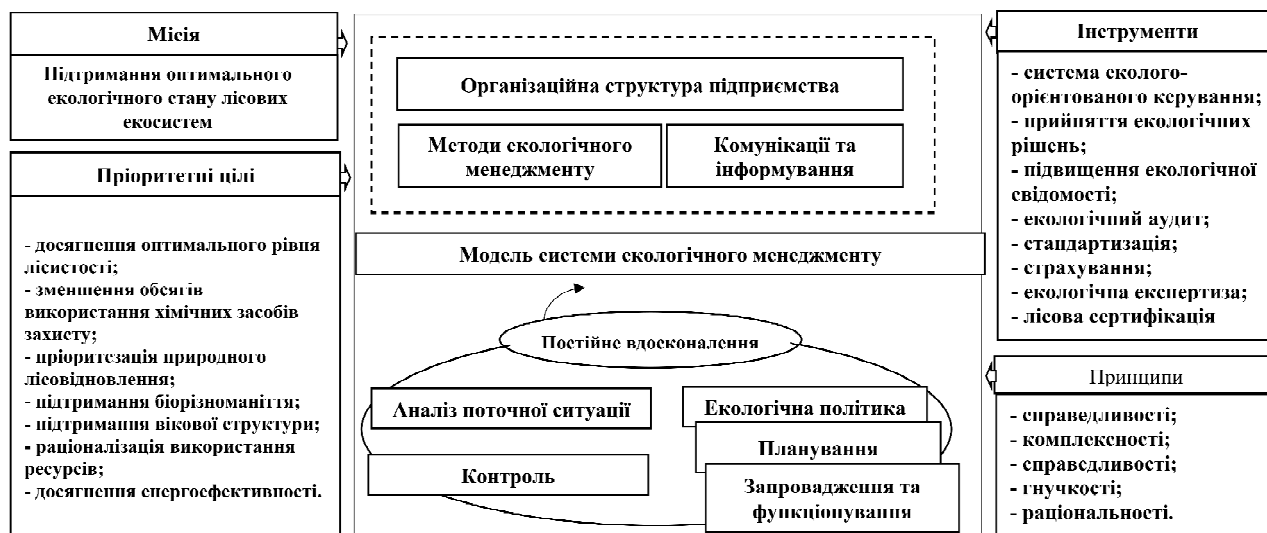 Місія
Підтримання оптимального
екологічного стану лісових
екосистем
Пріоритетні цілі
- досягнення оптимального рівня
лісистості;
- зменшення обсягів
використання хімічних засобів
захисту;
- пріоритезація природного
лісовідновлення;
- підтримання біорізноманіття;
- підтримання вікової структури;
- раціоналізація використання
ресурсів;
- досягнення енергоефективності.
Організаційна структура підприємства
Методи екологічного
менеджменту
Комунікації та
інформування
Модель системи екологічного менеджменту
Постійне вдосконалення
Аналіз поточної ситуації
Екологічна політика
Планування
Контроль
Запровадження та
функціонування
Інструменти
- система еколого-
орієнтованого керування;
- прийняття екологічних
рішень;
- підвищення екологічної
свідомості;
- екологічний аудит;
- стандартизація;
- страхування;
- екологічна експертиза;
- лісова сертифікація
Принципи
- справедливості;
- комплексності;
- справедливості;
- гнучкості;
- раціональності.